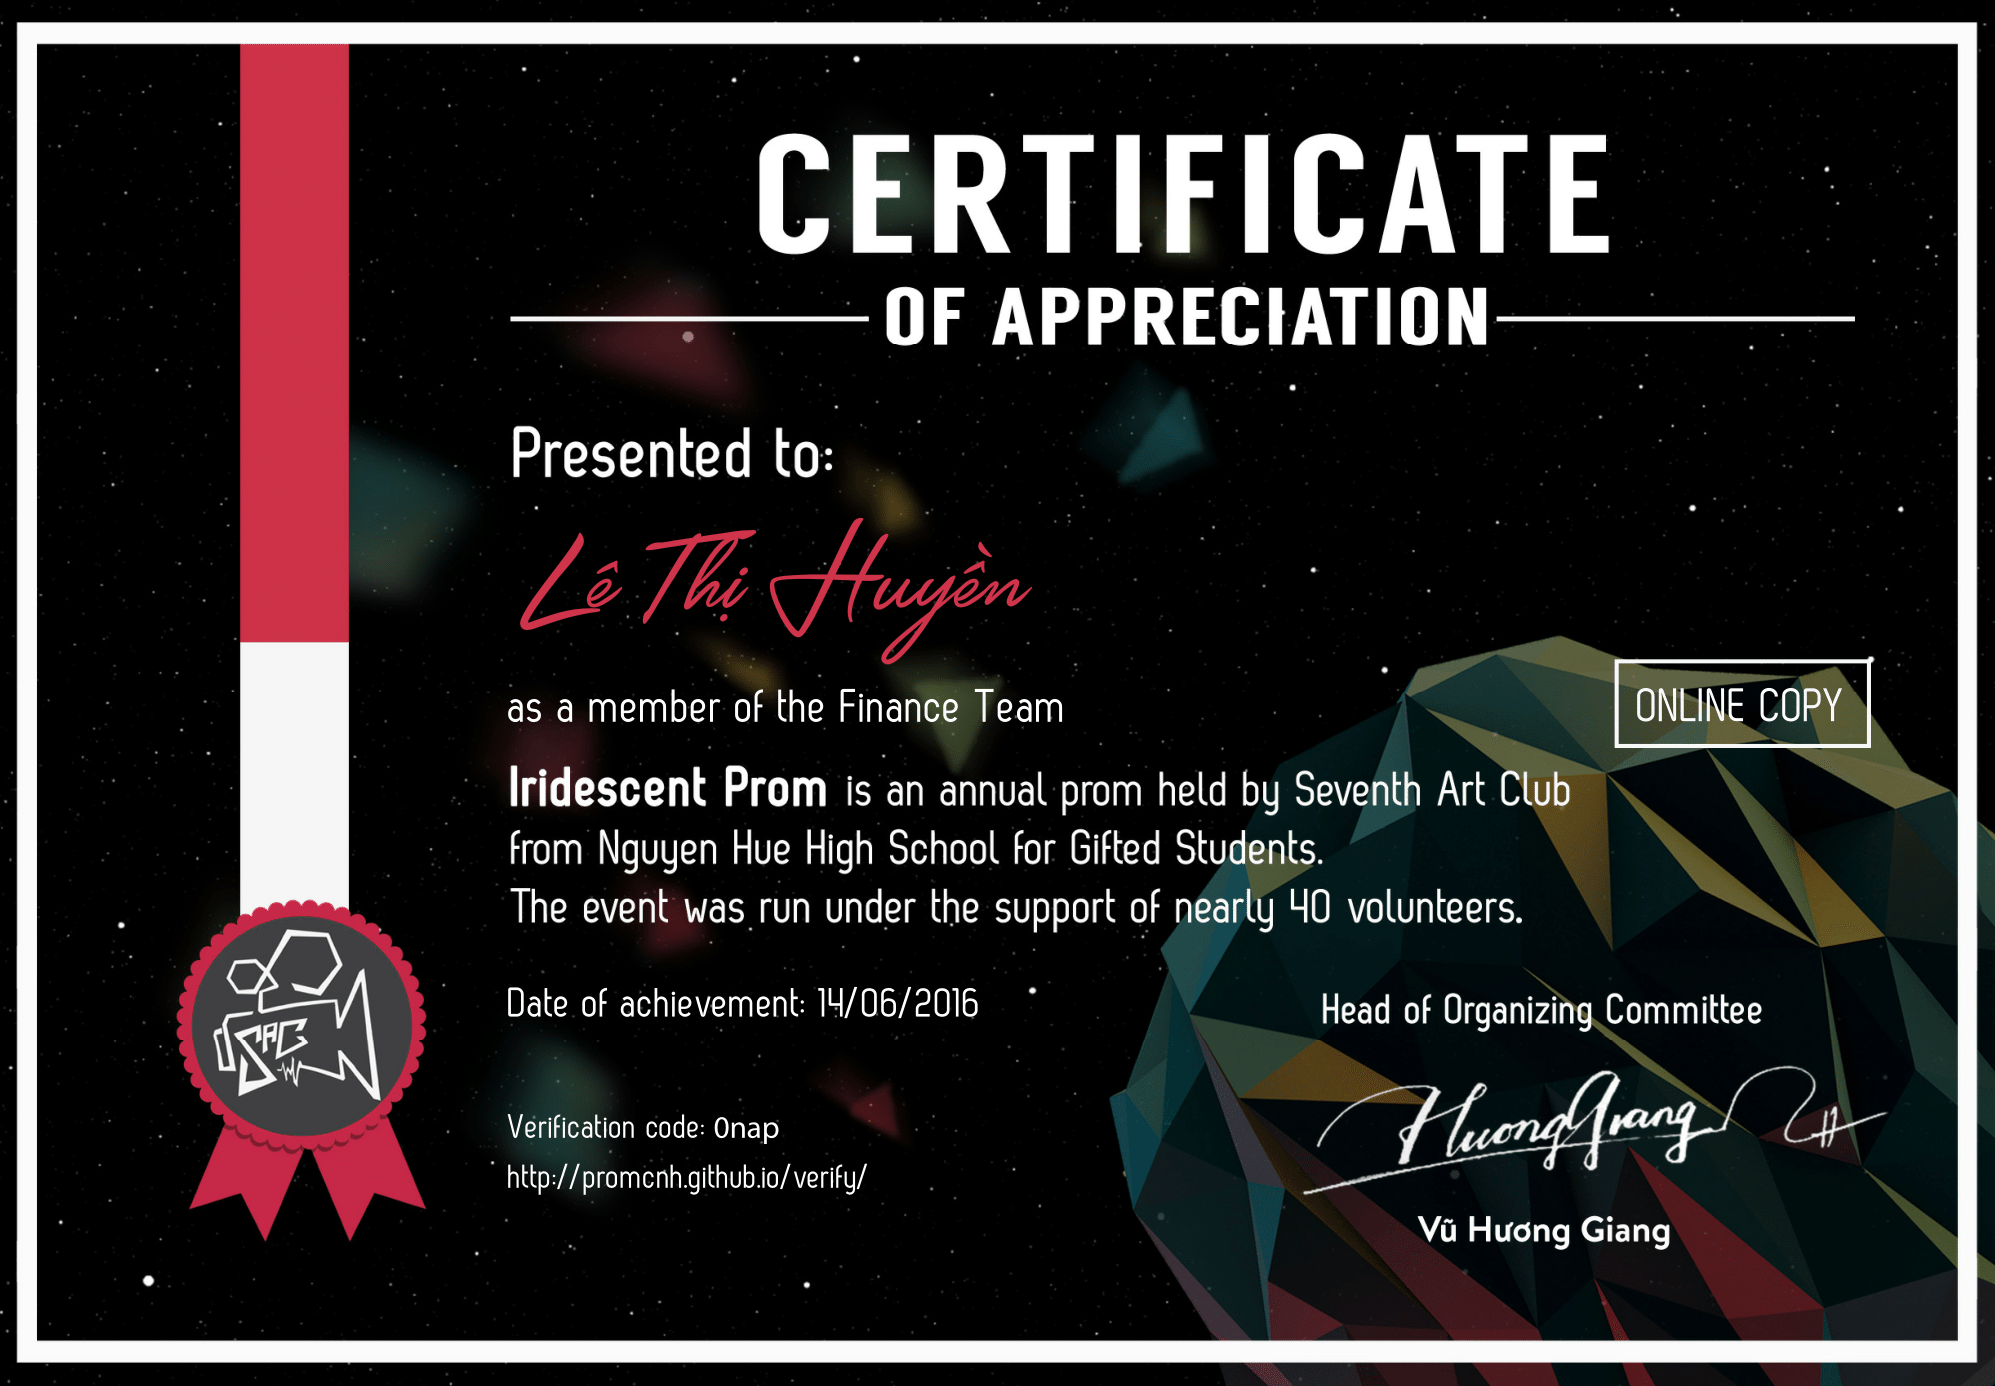 CERTIFICATE
OF APPRECIATION
Presented to:
Lê Thị Huyền
as a member of the Finance Team
ONLINE COPY
Iridescent Prom is an annual prom held by Seventh Art Club
from Nguyen Hue High School for Gifted Students.
The event was run under the support of nearly 40 volunteers.
Date of achievement: 14/06/2016
Head of Organizing Committee
SAC
HuongGiang
Verification code: 0nap
http://promcnh.github.io/verify/
Vũ Hương Giang